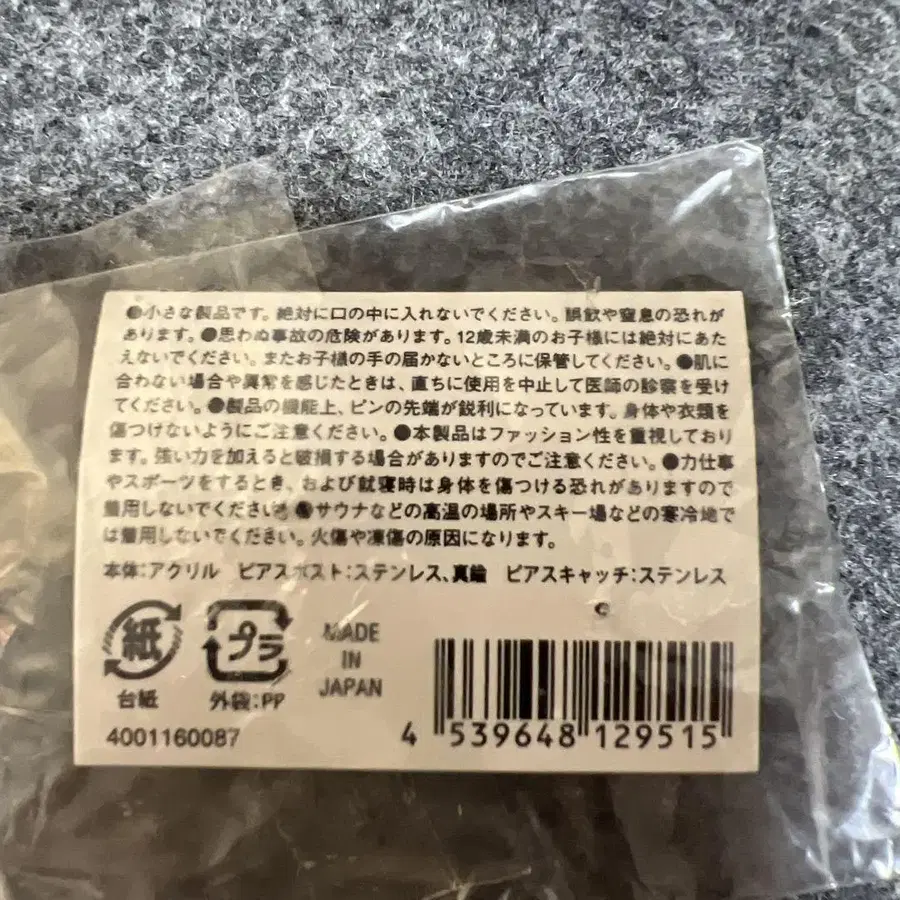 ●小さな製品です。絶対に口の中に入れないでください。誤飲や窒息の恐れが
あります。●思わぬ事故の危険があります。12歳未満のお子様には絶対にあた
えないでください。またお子様の手の届かないところに保管してください。●肌に
合わない場合や異常を感じたときは、直ちに使用を中止して医師の診察を受け
てください。●製品の機能上、ピンの先端が鋭利になっています。身体や衣類を
傷つけないようにご注意ください。●本製品はファッション性を重視しており
ます。強い力を加えると破損する場合がありますのでご注意ください。●力仕事
やスポーツをするとき、および就寝時は身体を傷つける恐れがありますので
着用しないでください。●サウナなどの高温の場所やスキー場などの寒冷地で
は着用しないでください。火傷や凍傷の原因になります。
本体:アクリル ピアスポスト:ステンレス、真鍮 ピアスキャッチ:ステンレス
紙
プラ
MADE
IN
JAPAN
台紙
外袋:PP
4001160087
4 539648 129515